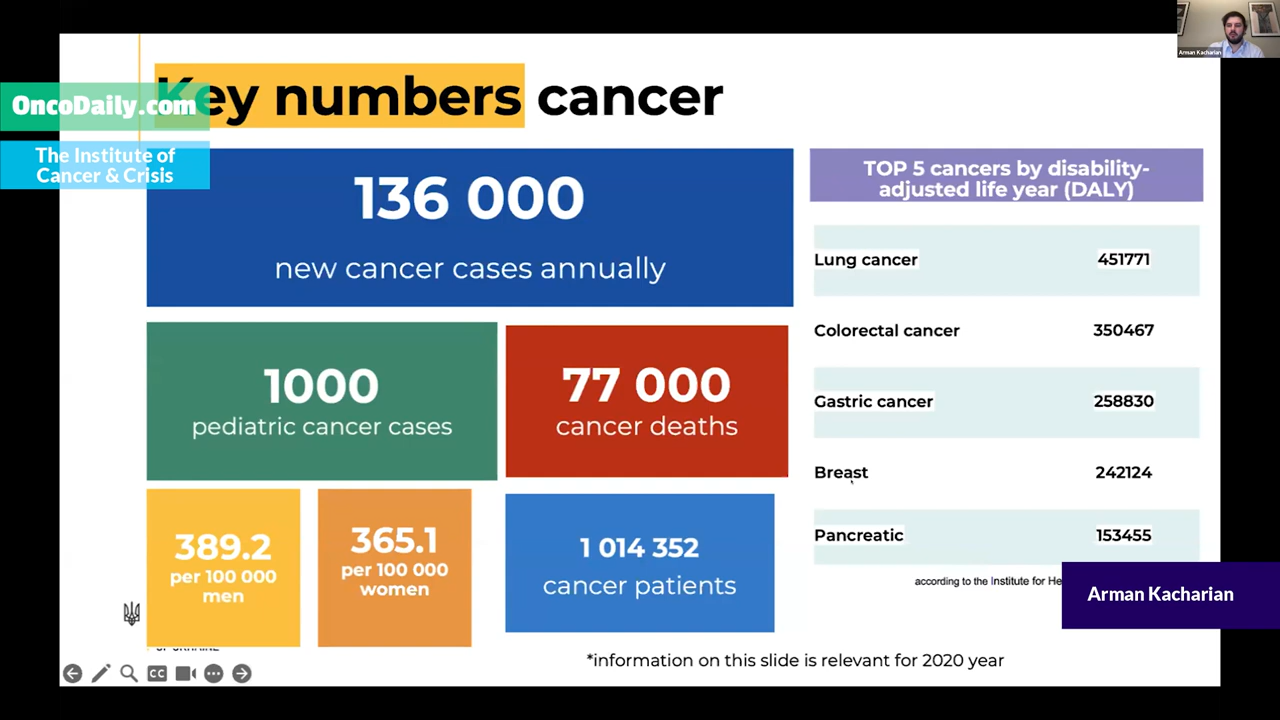 Key numbers cancer
OncoDaily.com
The Institute of
Cancer & Crisis
Arman Kacharian
136 000
new cancer cases annually
1000
pediatric cancer cases
77 000
cancer deaths
389.2
per 100 000
men
365.1
per 100 000
women
1 014 352
cancer patients
TOP 5 cancers by disability-
adjusted life year (DALY)
Lung cancer 451771
Colorectal cancer 350467
Gastric cancer 258830
Breast 242124
Pancreatic 153455
according to the Institute for
Arman Kacharian
*information on this slide is relevant for 2020 year
CC